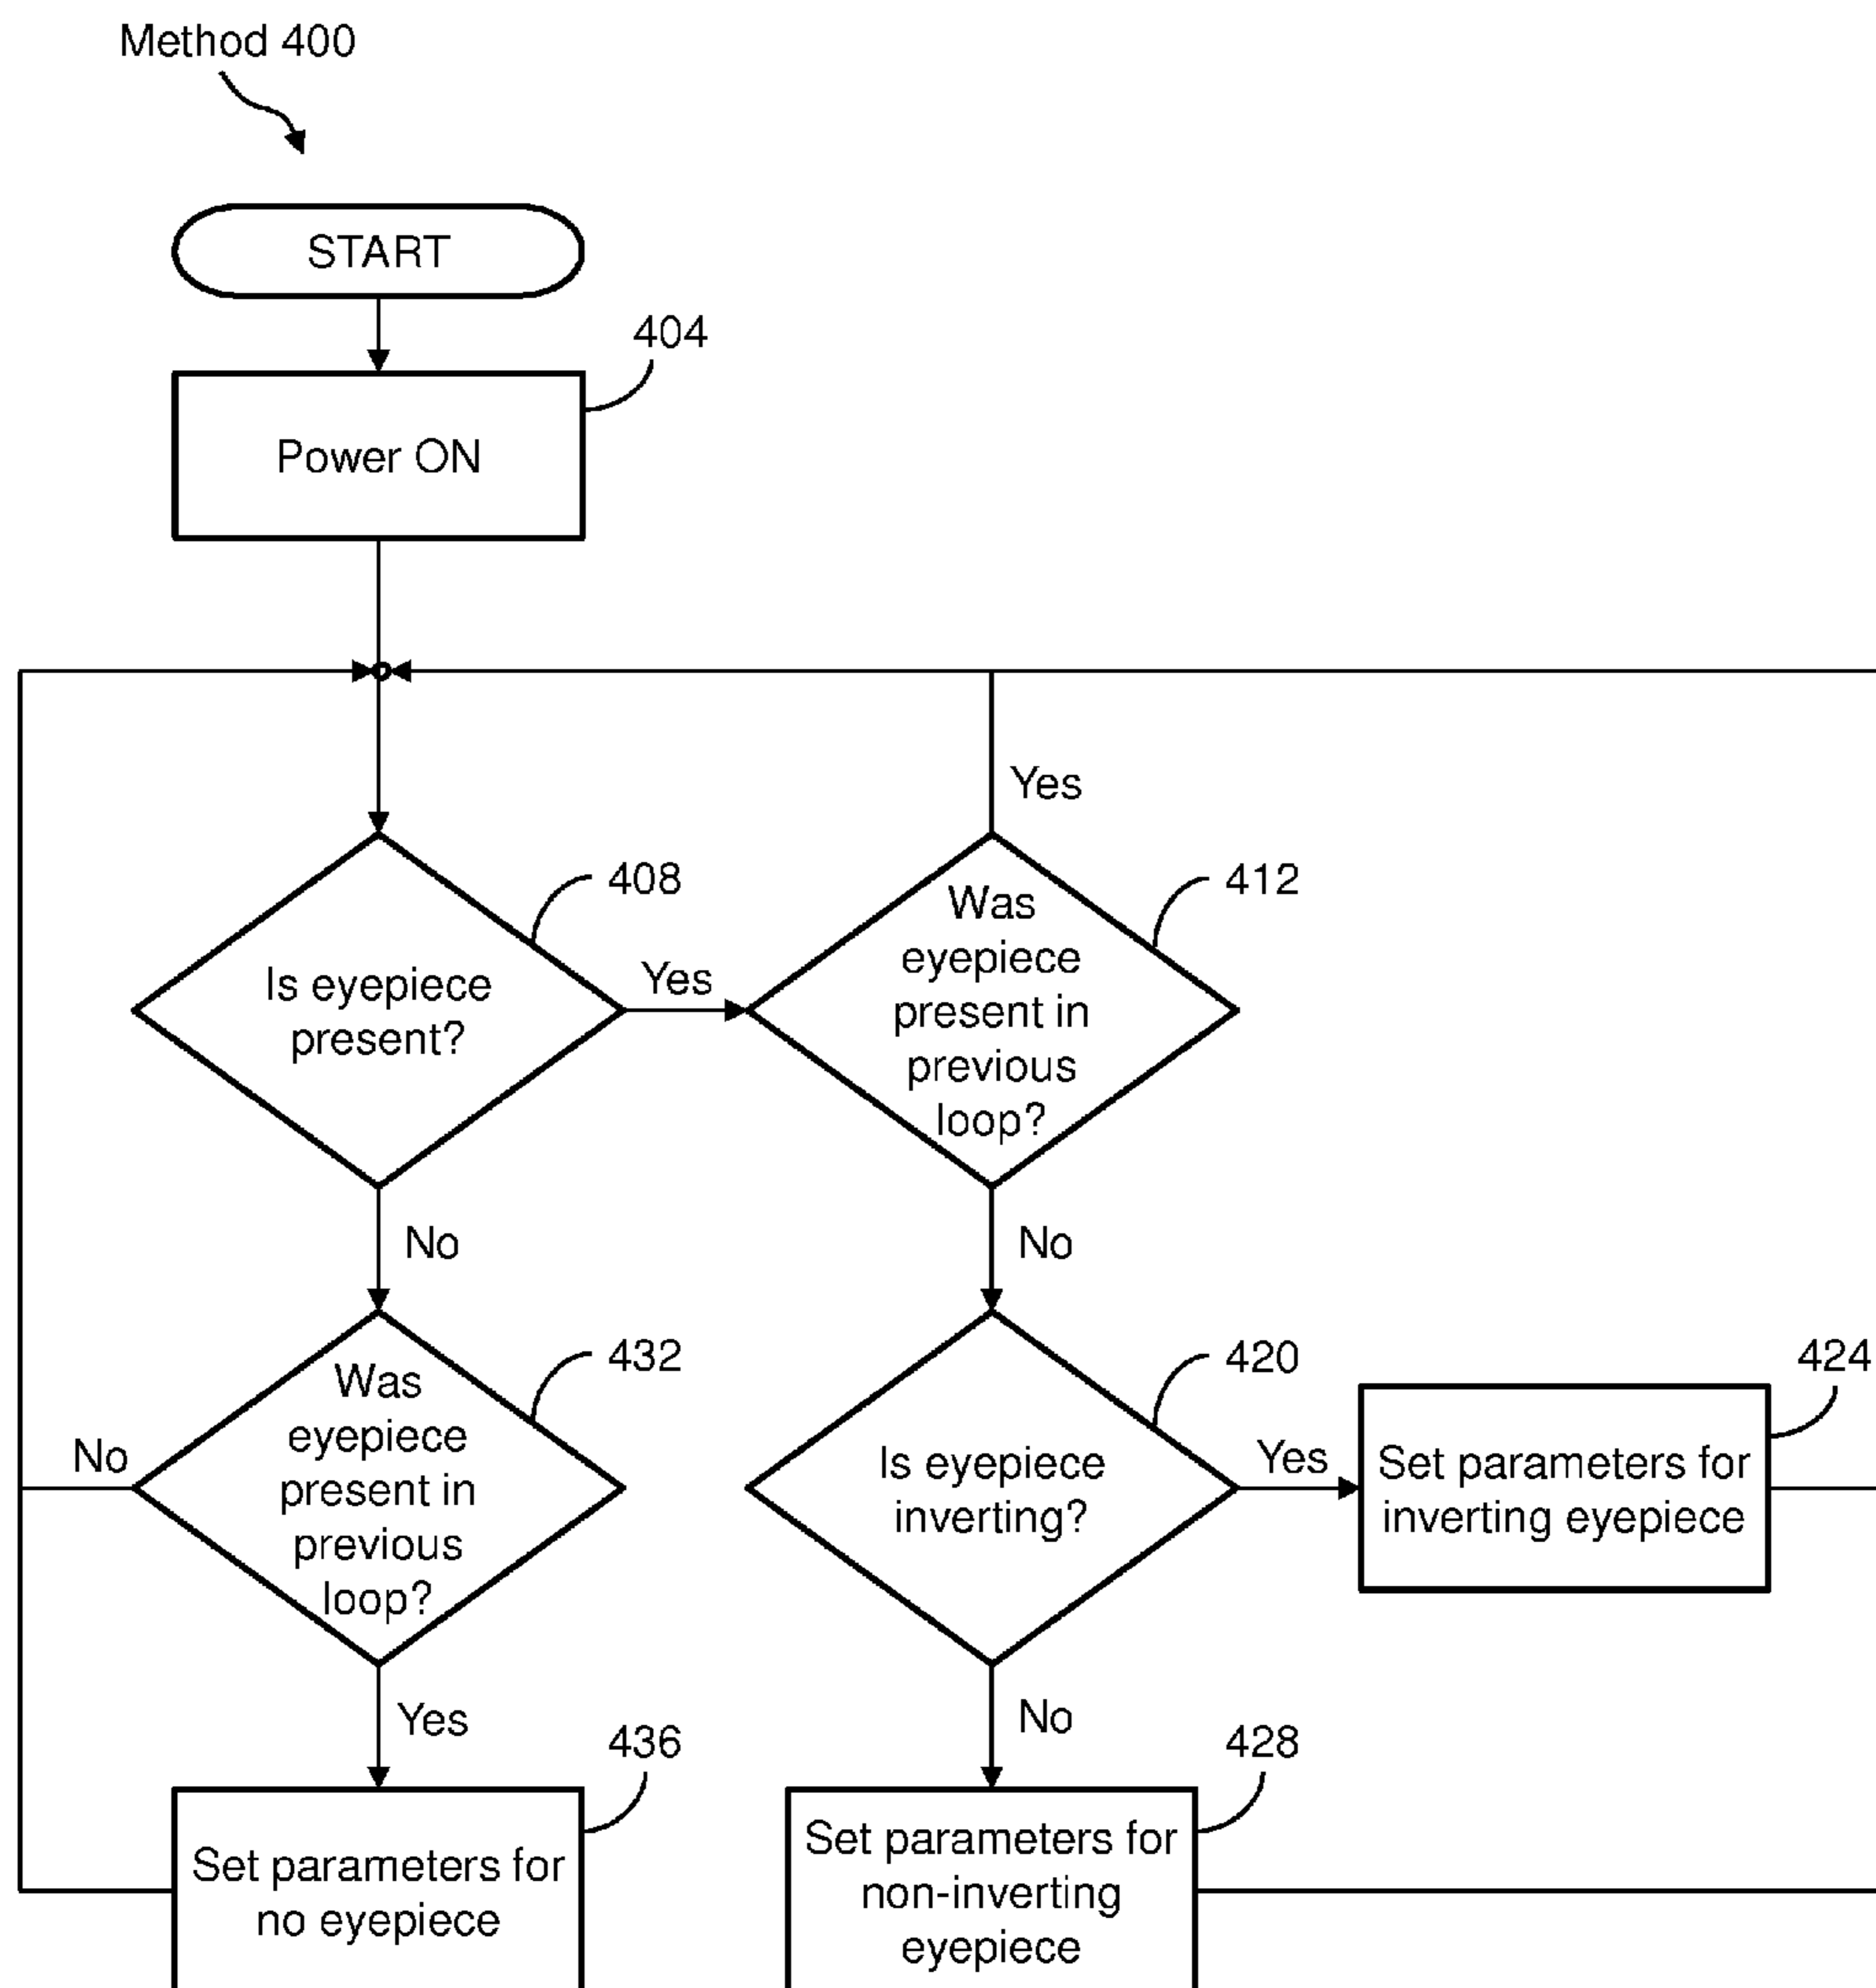 Method 400
START
404
Power ON
Yes
408
412
Is eyepiece
present?
Yes
Was
eyepiece
present in
previous
loop?
No
No
432
420
424
No
Was
eyepiece
present in
previous
loop?
Is eyepiece
inverting?
Yes
Set parameters for
inverting eyepiece
Yes
No
436
428
Set parameters for
no eyepiece
Set parameters for
non-inverting
eyepiece